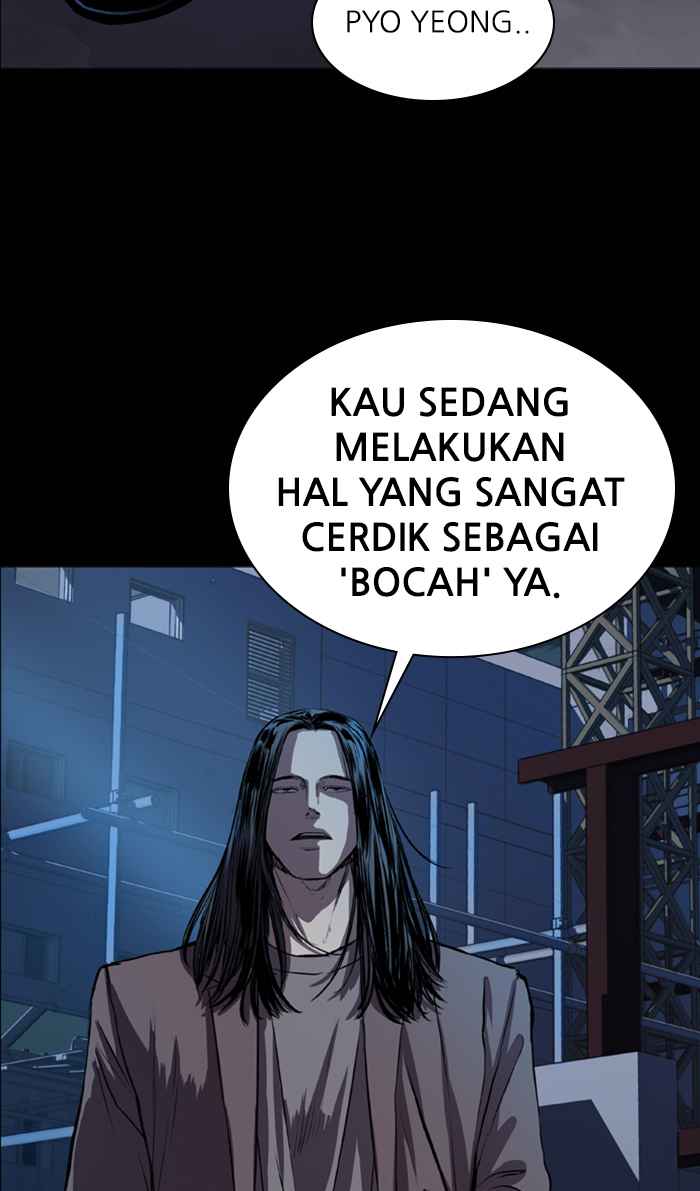 PYO YEONG..
KAU SEDANG
MELAKUKAN
HAL YANG SANGAT
CERDIK SEBAGAI
'BOCAH' YA.